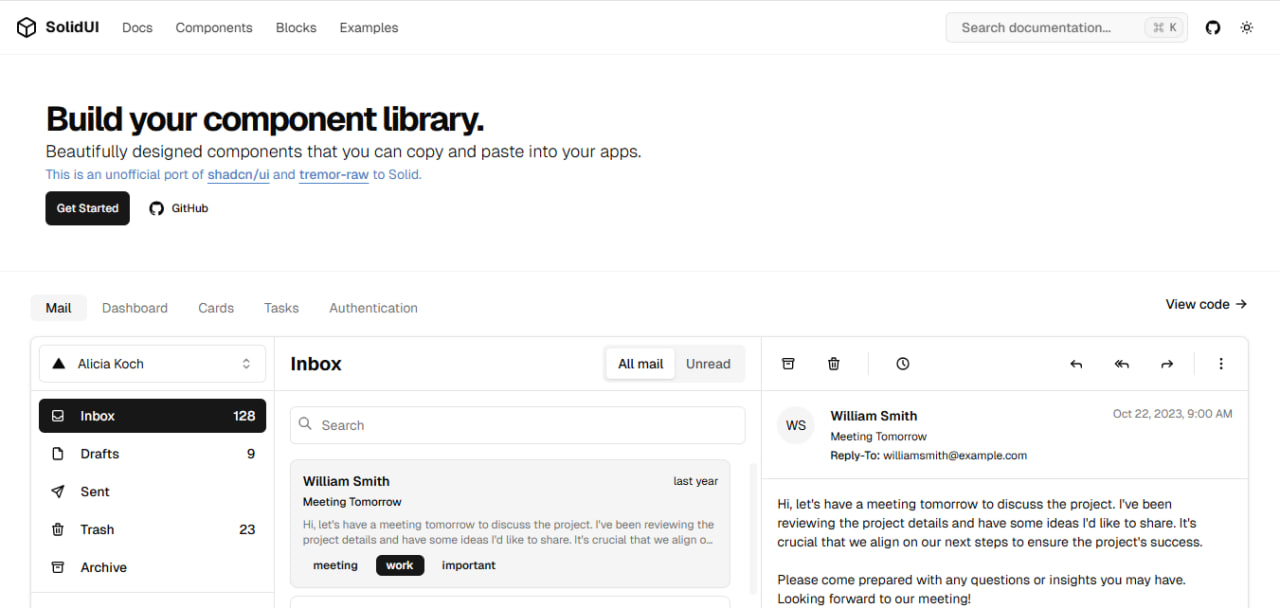 SolidUI Docs Components Blocks Examples Search documentation... ⌘ K
Build your component library.
Beautifully designed components that you can copy and paste into your apps.
This is an unofficial port of shadcn/ui and tremor-raw to Solid.
Get Started GitHub
Mail Dashboard Cards Tasks Authentication View code →
Alicia Koch
Inbox 128
Drafts 9
Sent
Trash 23
Archive
Inbox All mail Unread
Search
William Smith last year
Meeting Tomorrow
Hi, let's have a meeting tomorrow to discuss the project. I've been reviewing the
project details and have some ideas I'd like to share. It's crucial that we align o...
meeting work important
WS William Smith Oct 22, 2023, 9:00 AM
Meeting Tomorrow
Reply-To: williamsmith@example.com
Hi, let's have a meeting tomorrow to discuss the project. I've been
reviewing the project details and have some ideas I'd like to share. It's
crucial that we align on our next steps to ensure the project's success.
Please come prepared with any questions or insights you may have.
Looking forward to our meeting!